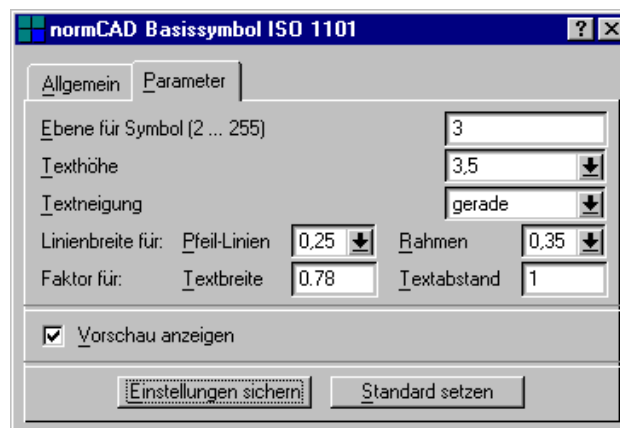 normCAD Basissymbol ISO 1101 ?
Allgemein Parameter
Ebene für Symbol (2 ... 255) 3
Texthöhe 3,5
Textneigung gerade
Linienbreite für: Pfeil-Linien 0,25 Rahmen 0,35
Faktor für: Textbreite 0.78 Textabstand 1
Vorschau anzeigen
Einstellungen sichern Standard setzen